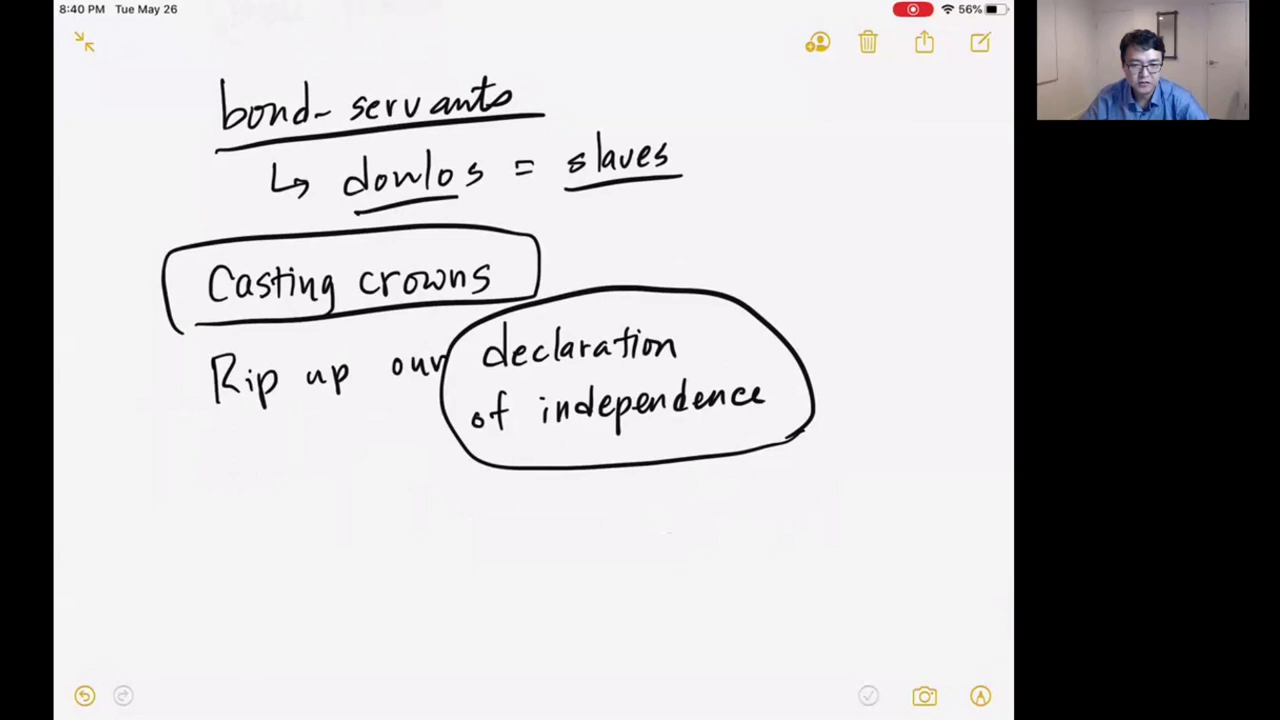 8:40 PM Tue May 26
56%
bond-servants
↳ doulos = slaves
Casting crowns
Rip up our declaration
of independence